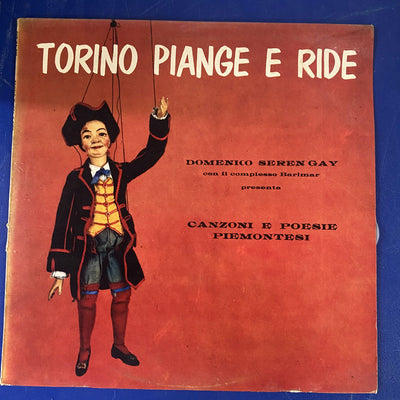 TORINO PIANGE E RIDE
DOMENICO SEREN GAY
con il complesso Barimar
presenta
CANZONI E POESIE
PIEMONTESI